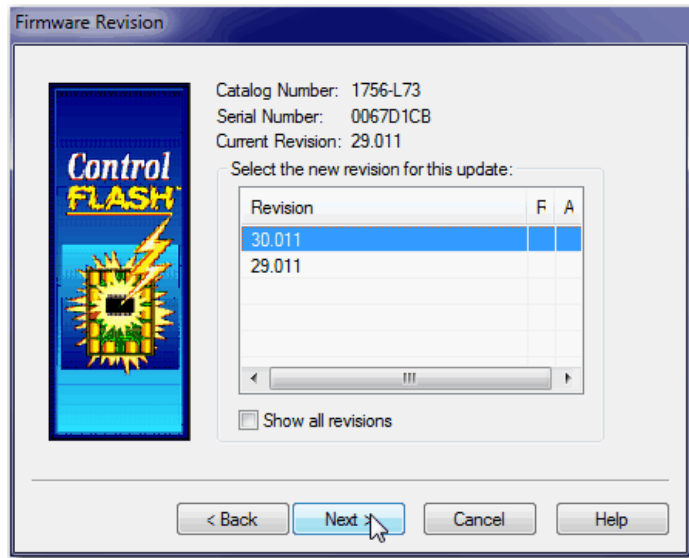 Firmware Revision
Catalog Number: 1756-L73
Serial Number: 0067D1CB
Current Revision: 29.011
Select the new revision for this update:
Control
FLASH
Revision F A
30.011
29.011
Show all revisions
< Back Next > Cancel Help